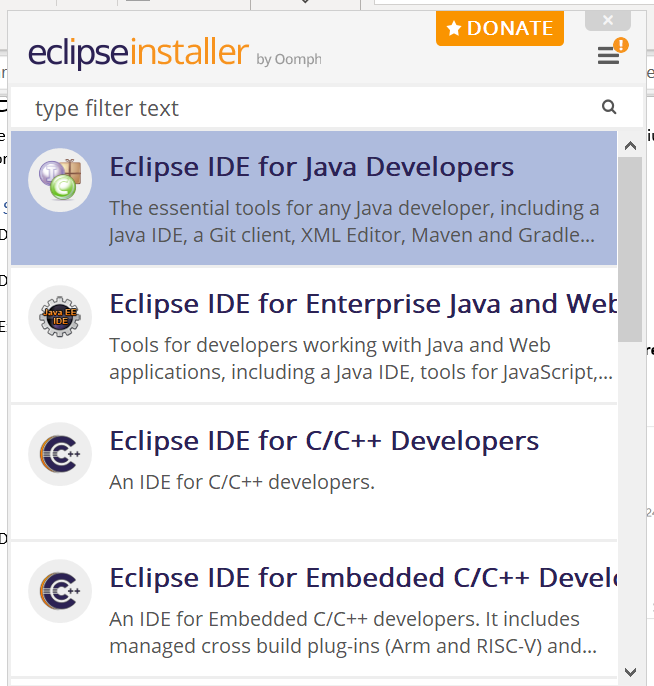 DONATE
eclipseinstaller by Oomph
type filter text
Eclipse IDE for Java Developers
The essential tools for any Java developer, including a
Java IDE, a Git client, XML Editor, Maven and Gradle...
Java EE
IDE
Eclipse IDE for Enterprise Java and Web
Tools for developers working with Java and Web
applications, including a Java IDE, tools for JavaScript,...
Eclipse IDE for C/C++ Developers
An IDE for C/C++ developers.
Eclipse IDE for Embedded C/C++ Develo
An IDE for Embedded C/C++ developers. It includes
managed cross build plug-ins (Arm and RISC-V) and...